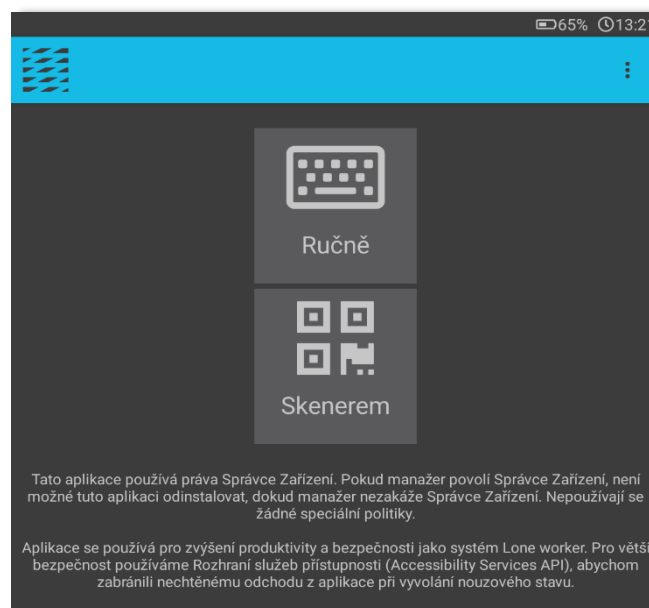 65% 13:21
Ručně
Skenerem
Tato aplikace používá práva Správce Zařízení. Pokud manažer povolí Správce Zařízení, není
možné tuto aplikaci odinstalovat, dokud manažer nezakáže Správce Zařízení. Nepoužívají se
žádné speciální politiky.
Aplikace se používá pro zvýšení produktivity a bezpečnosti jako systém Lone worker. Pro větší
bezpečnost používáme Rozhraní služeb přístupnosti (Accessibility Services API), abychom
zabránili nechtěnému odchodu z aplikace při vyvolání nouzového stavu.